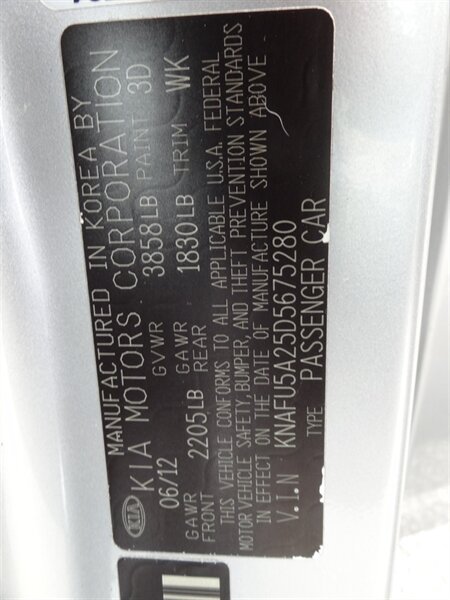 MANUFACTURED IN KOREA BY
KIA KIA MOTORS CORPORATION
06/12 GVWR 3858LB PAINT 3D
GAWR FRONT 2205LB GAWR REAR 1830LB TRIM WK
THIS VEHICLE CONFORMS TO ALL APPLICABLE U.S.A. FEDERAL
MOTOR VEHICLE SAFETY, BUMPER, AND THEFT PREVENTION STANDARDS
IN EFFECT ON THE DATE OF MANUFACTURE SHOWN ABOVE
V.I.N KNAFU5A25D5675280
TYPE PASSENGER CAR